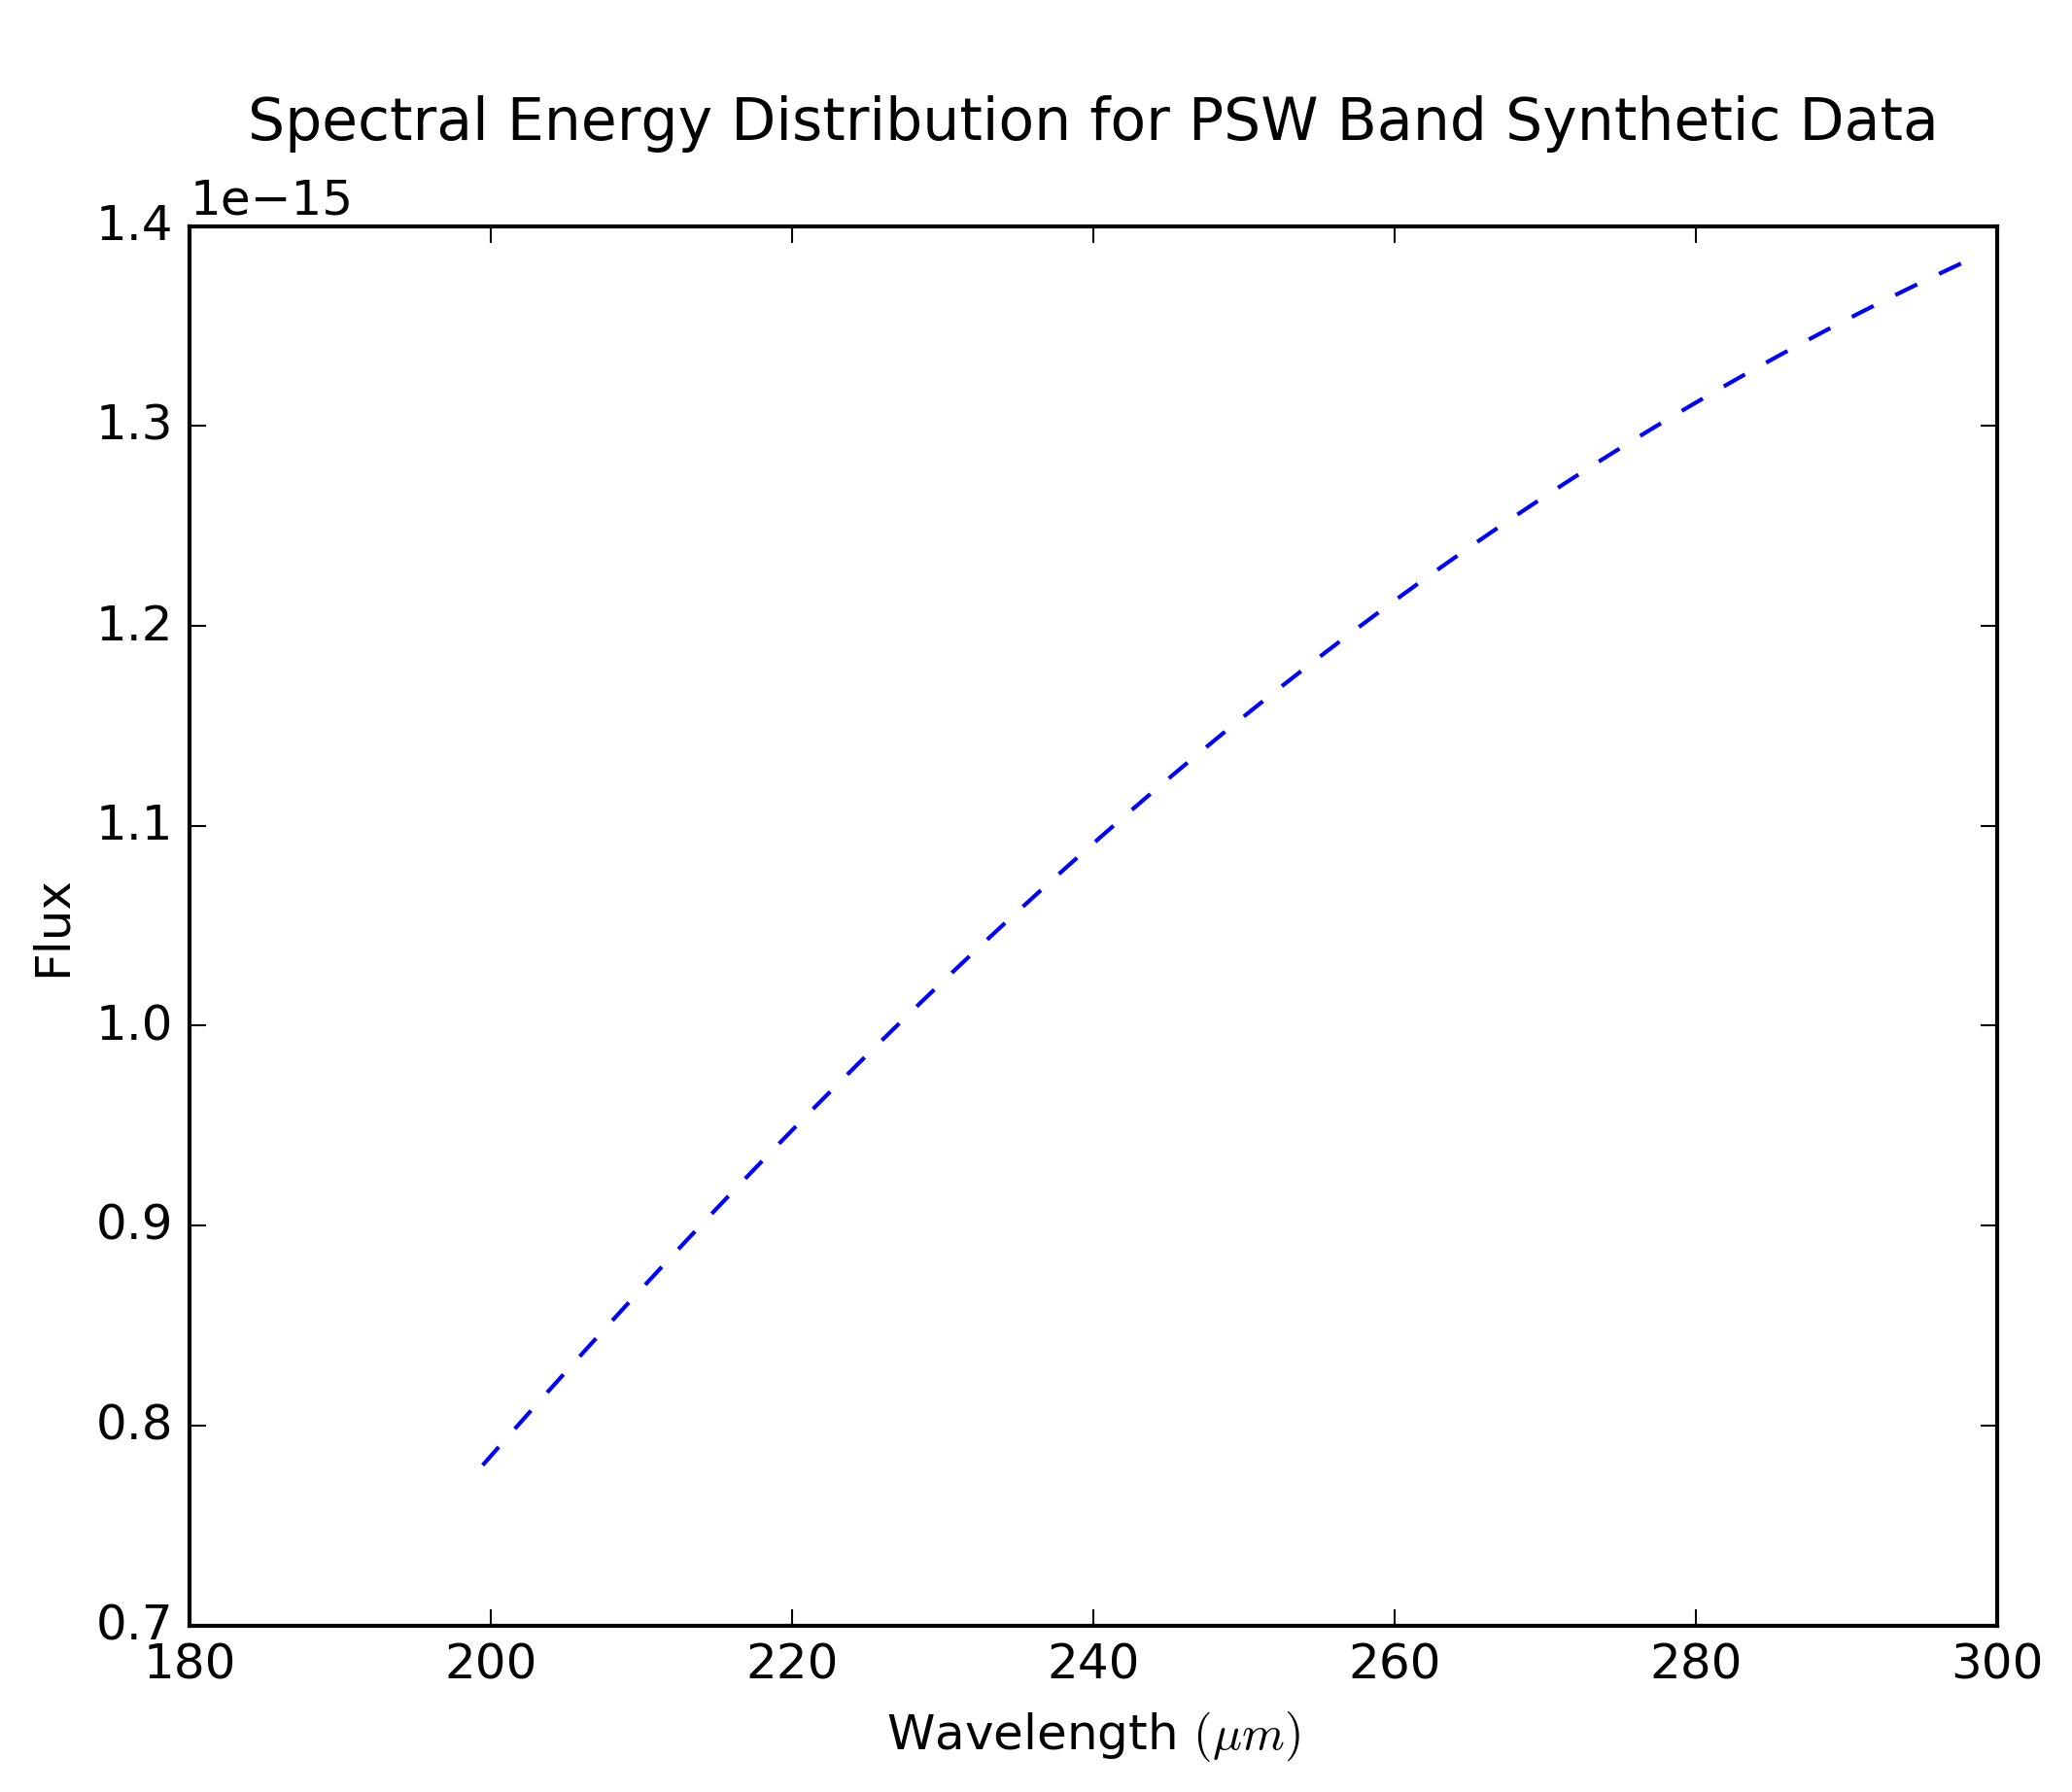 Spectral Energy Distribution for PSW Band Synthetic Data
1e−15
1.4
1.3
1.2
1.1
1.0
0.9
0.8
0.7
Flux
180 200 220 240 260 280 300
Wavelength (μm)